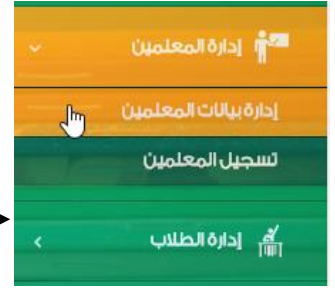 إدارة المعلمين
إدارة بيانات المعلمين
تسجيل المعلمين
إدارة الطلاب